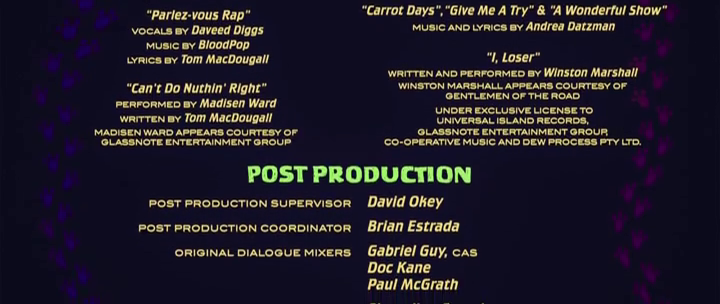 "Parlez-vous Rap"
VOCALS BY Daveed Diggs
MUSIC BY BloodPop
LYRICS BY Tom MacDougall
"Can't Do Nuthin' Right"
PERFORMED BY Madisen Ward
WRITTEN BY Tom MacDougall
MADISEN WARD APPEARS COURTESY OF
GLASSNOTE ENTERTAINMENT GROUP
"Carrot Days", "Give Me A Try" & "A Wonderful Show"
MUSIC AND LYRICS BY Andrea Datzman
"I, Loser"
WRITTEN AND PERFORMED BY Winston Marshall
WINSTON MARSHALL APPEARS COURTESY OF
GENTLEMEN OF THE ROAD
UNDER EXCLUSIVE LICENSE TO
UNIVERSAL ISLAND RECORDS,
GLASSNOTE ENTERTAINMENT GROUP,
CO-OPERATIVE MUSIC AND DEW PROCESS PTY LTD.
POST PRODUCTION
POST PRODUCTION SUPERVISOR David Okey
POST PRODUCTION COORDINATOR Brian Estrada
ORIGINAL DIALOGUE MIXERS Gabriel Guy, CAS
Doc Kane
Paul McGrath